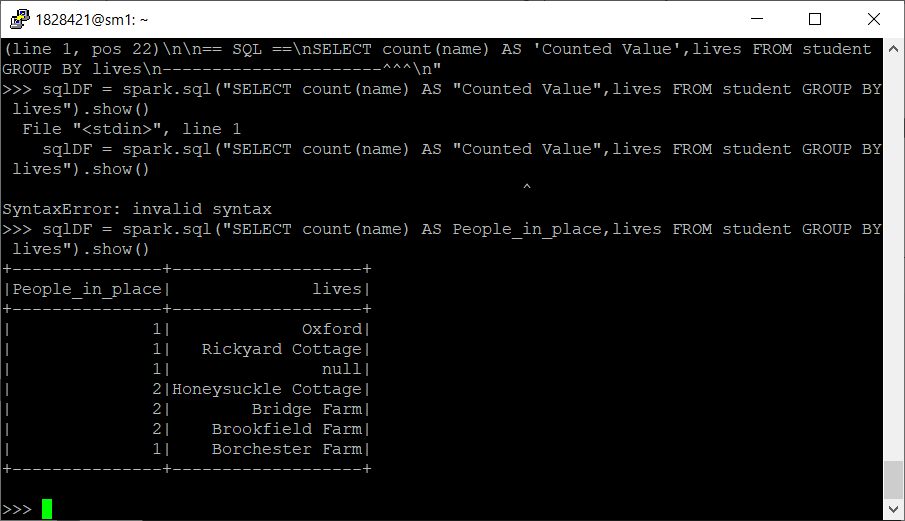 1828421@sm1: ~
(line 1, pos 22)\n\n== SQL ==\nSELECT count(name) AS 'Counted Value',lives FROM student
GROUP BY lives\n----------------------^^^\n"
>>> sqlDF = spark.sql("SELECT count(name) AS "Counted Value",lives FROM student GROUP BY
 lives").show()
  File "<stdin>", line 1
    sqlDF = spark.sql("SELECT count(name) AS "Counted Value",lives FROM student GROUP BY
lives").show()
                                                    ^
SyntaxError: invalid syntax
>>> sqlDF = spark.sql("SELECT count(name) AS People_in_place,lives FROM student GROUP BY
 lives").show()
+---------------+-------------------+
|People_in_place|              lives|
+---------------+-------------------+
|              1|             Oxford|
|              1|   Rickyard Cottage|
|              1|               null|
|              2|Honeysuckle Cottage|
|              2|        Bridge Farm|
|              2|    Brookfield Farm|
|              1|    Borchester Farm|
+---------------+-------------------+
>>>